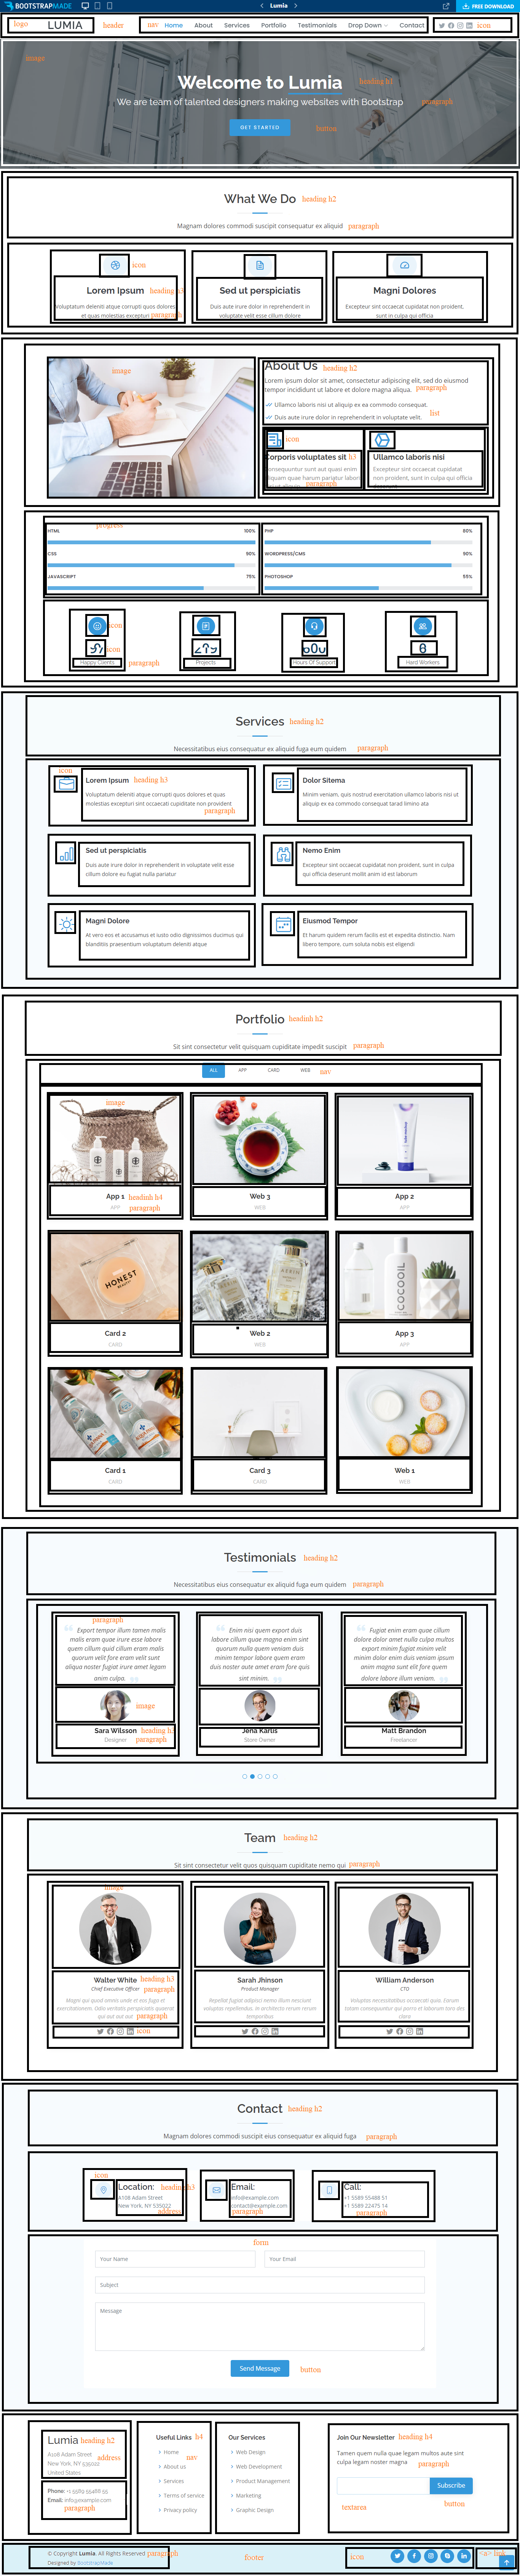 BOOTSTRAPMADE Lumia FREE DOWNLOAD
logo LUMIA header nav Home About Services Portfolio Testimonials Drop Down Contact icon
image
Welcome to Lumia heading h1
We are team of talented designers making websites with Bootstrap paragraph
GET STARTED button
What We Do heading h2
Magnam dolores commodi suscipit consequatur ex aliquid paragraph
icon
Lorem Ipsum heading h3
Voluptatum deleniti atque corrupti quos dolores
et quas molestias excepturi paragraph
Sed ut perspiciatis
Duis aute irure dolor in reprehenderit in
voluptate velit esse cillum dolore
Magni Dolores
Excepteur sint occaecat cupidatat non proident,
sunt in culpa qui officia
image
About Us heading h2
Lorem ipsum dolor sit amet, consectetur adipiscing elit, sed do eiusmod
tempor incididunt ut labore et dolore magna aliqua. paragraph
Ullamco laboris nisi ut aliquip ex ea commodo consequat.
list
Duis aute irure dolor in reprehenderit in voluptate velit.
icon
Corporis voluptates sit h3
Consequuntur sunt aut quasi enim
aliquam quae harum pariatur labori
paragraph
Ullamco laboris nisi
Excepteur sint occaecat cupidatat
non proident, sunt in culpa qui officia
progress
HTML 100%
CSS 90%
JAVASCRIPT 75%
PHP 80%
WORDPRESS/CMS 90%
PHOTOSHOP 55%
icon
icon
Happy Clients paragraph
Projects
Hours Of Support
Hard Workers
Services heading h2
Necessitatibus eius consequatur ex aliquid fuga eum quidem paragraph
icon
Lorem Ipsum heading h3
Voluptatum deleniti atque corrupti quos dolores et quas
molestias excepturi sint occaecati cupiditate non provident
paragraph
Dolor Sitema
Minim veniam, quis nostrud exercitation ullamco laboris nisi ut
aliquip ex ea commodo consequat tarad limino ata
Sed ut perspiciatis
Duis aute irure dolor in reprehenderit in voluptate velit esse
cillum dolore eu fugiat nulla pariatur
Nemo Enim
Excepteur sint occaecat cupidatat non proident, sunt in culpa
qui officia deserunt mollit anim id est laborum
Magni Dolore
At vero eos et accusamus et iusto odio dignissimos ducimus qui
blanditiis praesentium voluptatum deleniti atque
Eiusmod Tempor
Et harum quidem rerum facilis est et expedita distinctio. Nam
libero tempore, cum soluta nobis est eligendi
Portfolio headinh h2
Sit sint consectetur velit quisquam cupiditate impedit suscipit paragraph
ALL APP CARD WEB nav
image
App 1 headinh h4
APP paragraph
Web 3
WEB
App 2
APP
HONEST
Card 2
CARD
Web 2
WEB
COCOOIL
App 3
APP
Card 1
CARD
Card 3
CARD
Web 1
WEB
Testimonials heading h2
Necessitatibus eius consequatur ex aliquid fuga eum quidem paragraph
paragraph
Export tempor illum tamen malis
malis eram quae irure esse labore
quem cillum quid cillum eram malis
quorum velit fore eram velit sunt
aliqua noster fugiat irure amet legam
anim culpa.
image
Sara Wilsson heading h3
Designer paragraph
Enim nisi quem export duis
labore cillum quae magna enim sint
quorum nulla quem veniam duis
minim tempor labore quem eram
duis noster aute amet eram fore quis
sint minim.
Jena Karlis
Store Owner
Fugiat enim eram quae cillum
dolore dolor amet nulla culpa multos
export minim fugiat minim velit
minim dolor enim duis veniam ipsum
anim magna sunt elit fore quem
dolore labore illum veniam.
Matt Brandon
Freelancer
Team heading h2
Sit sint consectetur velit quos quisquam cupiditate nemo qui paragraph
image
Walter White heading h3
Chief Executive Officer paragraph
Magni qui quod omnis unde et eos fuga et
exercitationem. Odio veritatis perspiciatis quaerat
qui aut aut aut paragraph
icon
Sarah Jhinson
Product Manager
Repellat fugiat adipisci nemo illum nesciunt
voluptas repellendus. In architecto rerum rerum
temporibus
William Anderson
CTO
Voluptas necessitatibus occaecati quia. Earum
totam consequuntur qui porro et laborum toro des
clara
Contact heading h2
Magnam dolores commodi suscipit eius consequatur ex aliquid fuga paragraph
icon
Location: heading h3
A108 Adam Street
New York, NY 535022
address
Email:
info@example.com
contact@example.com
paragraph
Call:
+1 5589 55488 51
+1 5589 22475 14
paragraph
form
Your Name Your Email
Subject
Message
Send Message button
Lumia heading h2
A108 Adam Street
New York, NY 535022 address
United States
Phone: +1 5589 55488 55
Email: info@example.com
paragraph
Useful Links h4
Home
About us nav
Services
Terms of service
Privacy policy
Our Services
Web Design
Web Development
Product Management
Marketing
Graphic Design
Join Our Newsletter heading h4
Tamen quem nulla quae legam multos aute sint
culpa legam noster magna paragraph
Subscribe
textarea button
© Copyright Lumia. All Rights Reserved paragraph
Designed by BootstrapMade
footer icon <a> link